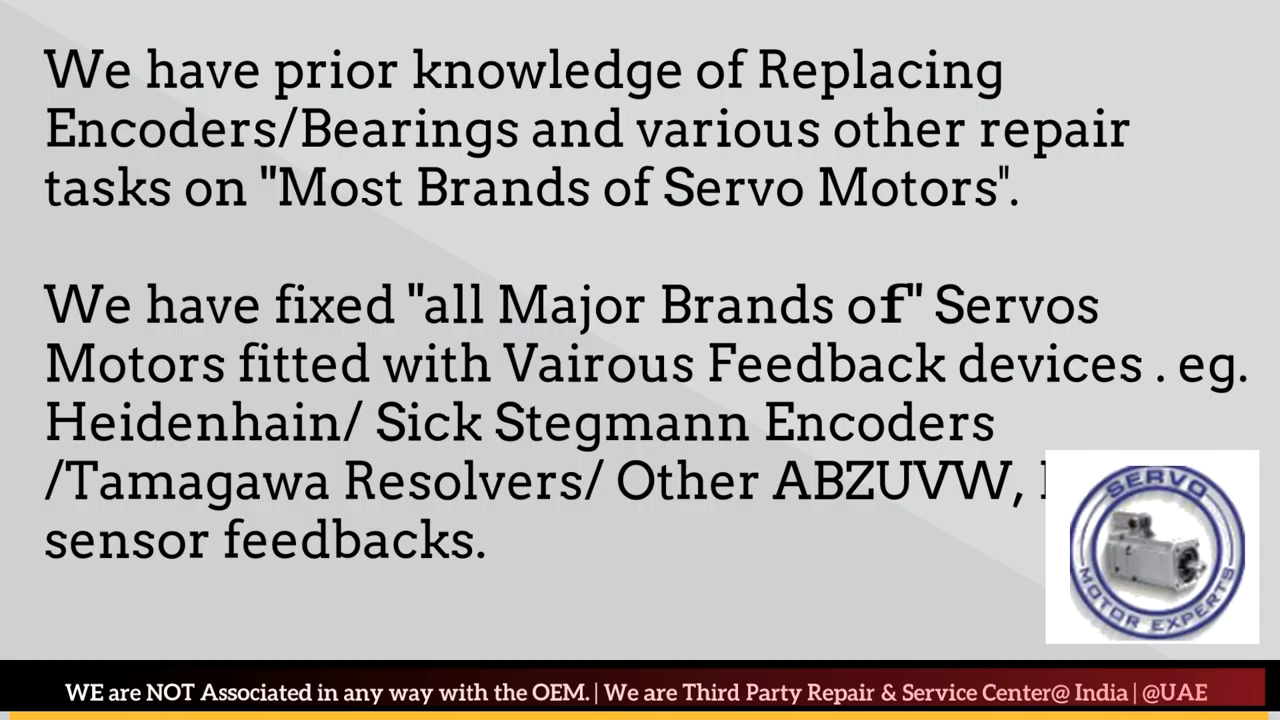 We have prior knowledge of Replacing
Encoders/Bearings and various other repair
tasks on "Most Brands of Servo Motors".
We have fixed "all Major Brands of" Servos
Motors fitted with Vairous Feedback devices . eg.
Heidenhain/ Sick Stegmann Encoders
/Tamagawa Resolvers/ Other ABZUVW,
sensor feedbacks.
SERVO
MOTOR EXPERTS
WE are NOT Associated in any way with the OEM. | We are Third Party Repair & Service Center@ India | @UAE